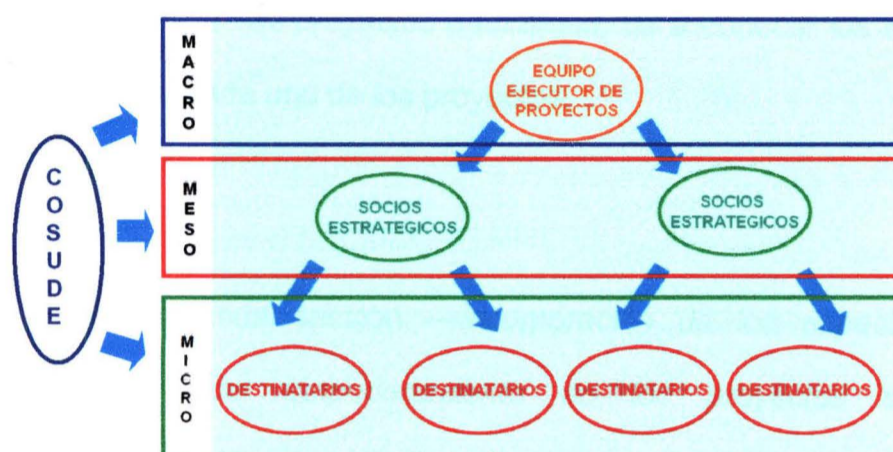 COSUDE
MACRO
EQUIPO
EJECUTOR DE
PROYECTOS
MESO
SOCIOS
ESTRATEGICOS
SOCIOS
ESTRATEGICOS
MICRO
DESTINATARIOS
DESTINATARIOS
DESTINATARIOS
DESTINATARIOS